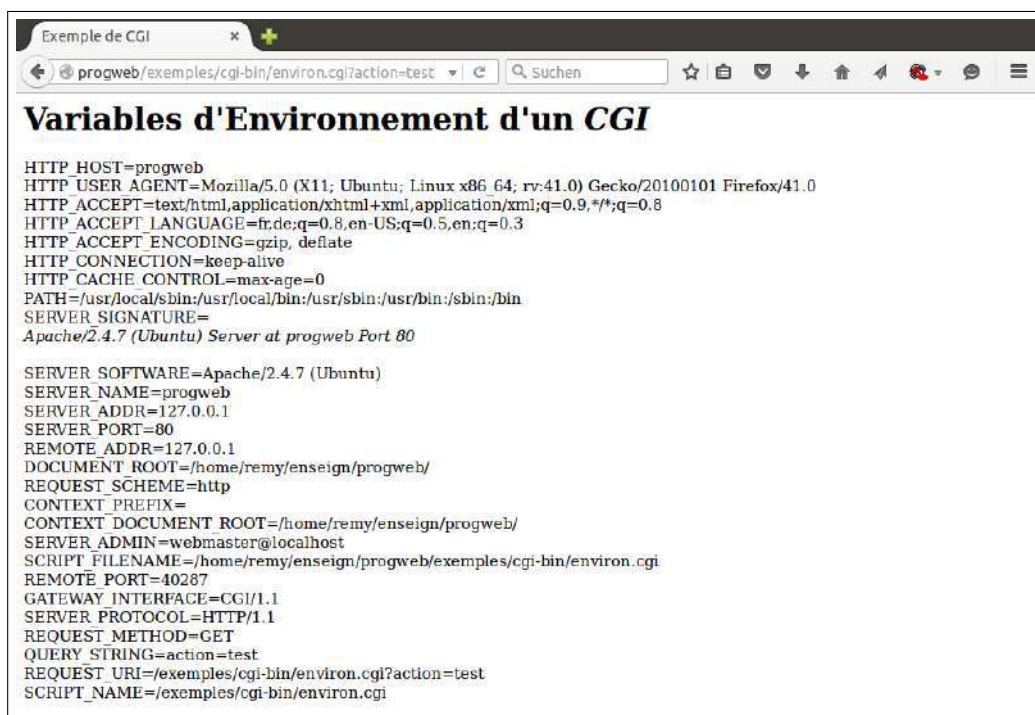 Exemple de CGI
progweb/exemples/cgi-bin/environ.cgi?action=test
Suchen
Variables d'Environnement d'un CGI
HTTP_HOST=progweb
HTTP_USER_AGENT=Mozilla/5.0 (X11; Ubuntu; Linux x86_64; rv:41.0) Gecko/20100101 Firefox/41.0
HTTP_ACCEPT=text/html,application/xhtml+xml,application/xml;q=0.9,*/*;q=0.8
HTTP_ACCEPT_LANGUAGE=fr,de;q=0.8,en-US;q=0.5,en;q=0.3
HTTP_ACCEPT_ENCODING=gzip, deflate
HTTP_CONNECTION=keep-alive
HTTP_CACHE_CONTROL=max-age=0
PATH=/usr/local/sbin:/usr/local/bin:/usr/sbin:/usr/bin:/sbin:/bin
SERVER_SIGNATURE=
Apache/2.4.7 (Ubuntu) Server at progweb Port 80
SERVER_SOFTWARE=Apache/2.4.7 (Ubuntu)
SERVER_NAME=progweb
SERVER_ADDR=127.0.0.1
SERVER_PORT=80
REMOTE_ADDR=127.0.0.1
DOCUMENT_ROOT=/home/remy/enseign/progweb/
REQUEST_SCHEME=http
CONTEXT_PREFIX=
CONTEXT_DOCUMENT_ROOT=/home/remy/enseign/progweb/
SERVER_ADMIN=webmaster@localhost
SCRIPT_FILENAME=/home/remy/enseign/progweb/exemples/cgi-bin/environ.cgi
REMOTE_PORT=40287
GATEWAY_INTERFACE=CGI/1.1
SERVER_PROTOCOL=HTTP/1.1
REQUEST_METHOD=GET
QUERY_STRING=action=test
REQUEST_URI=/exemples/cgi-bin/environ.cgi?action=test
SCRIPT_NAME=/exemples/cgi-bin/environ.cgi